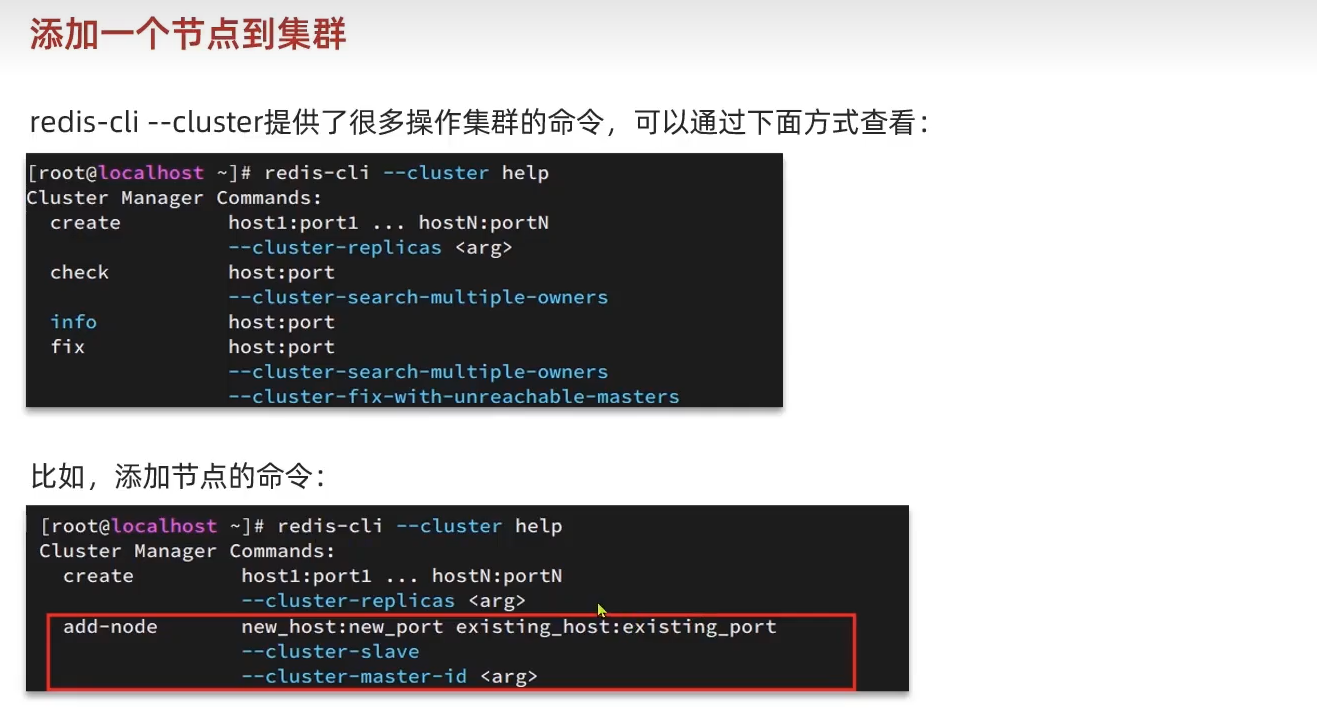 添加一个节点到集群
redis-cli --cluster提供了很多操作集群的命令，可以通过下面方式查看：
[root@localhost ~]# redis-cli --cluster help
Cluster Manager Commands:
  create         host1:port1 ... hostN:portN
                 --cluster-replicas <arg>
  check          host:port
                 --cluster-search-multiple-owners
  info           host:port
  fix            host:port
                 --cluster-search-multiple-owners
                 --cluster-fix-with-unreachable-masters
比如，添加节点的命令：
[root@localhost ~]# redis-cli --cluster help
Cluster Manager Commands:
  create         host1:port1 ... hostN:portN
                 --cluster-replicas <arg>
  add-node       new_host:new_port existing_host:existing_port
                 --cluster-slave
                 --cluster-master-id <arg>